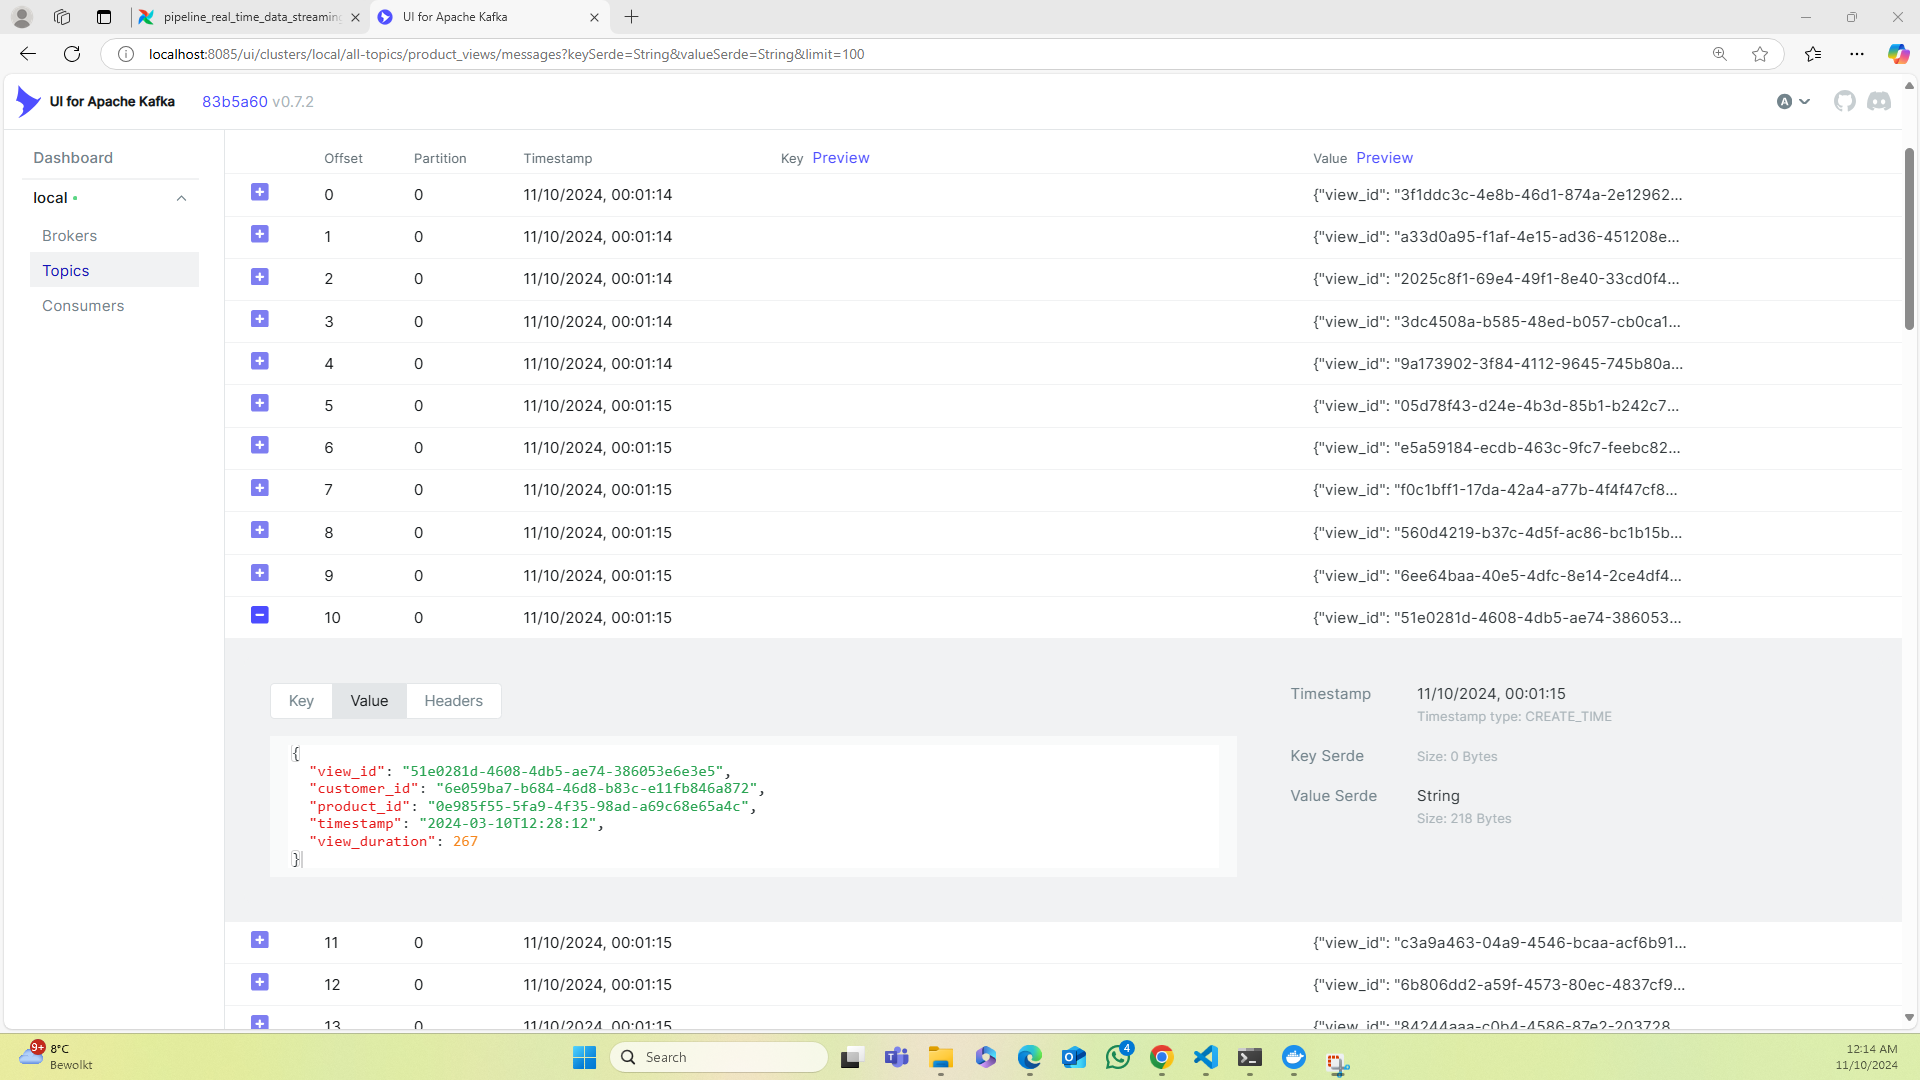 pipeline_real_time_data_streaming
UI for Apache Kafka
localhost:8085/ui/clusters/local/all-topics/product_views/messages?keySerde=String&valueSerde=String&limit=100
UI for Apache Kafka 83b5a60 v0.7.2
A
Dashboard
local
Brokers
Topics
Consumers
Offset Partition Timestamp Key Preview Value Preview
0 0 11/10/2024, 00:01:14 {"view_id": "3f1ddc3c-4e8b-46d1-874a-2e12962...
1 0 11/10/2024, 00:01:14 {"view_id": "a33d0a95-f1af-4e15-ad36-451208e...
2 0 11/10/2024, 00:01:14 {"view_id": "2025c8f1-69e4-49f1-8e40-33cd0f4...
3 0 11/10/2024, 00:01:14 {"view_id": "3dc4508a-b585-48ed-b057-cb0ca1...
4 0 11/10/2024, 00:01:14 {"view_id": "9a173902-3f84-4112-9645-745b80a...
5 0 11/10/2024, 00:01:15 {"view_id": "05d78f43-d24e-4b3d-85b1-b242c7...
6 0 11/10/2024, 00:01:15 {"view_id": "e5a59184-ecdb-463c-9fc7-feebc82...
7 0 11/10/2024, 00:01:15 {"view_id": "f0c1bff1-17da-42a4-a77b-4f4f47cf8...
8 0 11/10/2024, 00:01:15 {"view_id": "560d4219-b37c-4d5f-ac86-bc1b15b...
9 0 11/10/2024, 00:01:15 {"view_id": "6ee64baa-40e5-4dfc-8e14-2ce4df4...
10 0 11/10/2024, 00:01:15 {"view_id": "51e0281d-4608-4db5-ae74-386053...
Key Value Headers
{
"view_id": "51e0281d-4608-4db5-ae74-386053e6e3e5",
"customer_id": "6e059ba7-b684-46d8-b83c-e11fb846a872",
"product_id": "0e985f55-5fa9-4f35-98ad-a69c68e65a4c",
"timestamp": "2024-03-10T12:28:12",
"view_duration": 267
}
Timestamp 11/10/2024, 00:01:15
Timestamp type: CREATE_TIME
Key Serde Size: 0 Bytes
Value Serde String
Size: 218 Bytes
11 0 11/10/2024, 00:01:15 {"view_id": "c3a9a463-04a9-4546-bcaa-acf6b91...
12 0 11/10/2024, 00:01:15 {"view_id": "6b806dd2-a59f-4573-80ec-4837cf9...
13 0 11/10/2024, 00:01:15 {"view_id": "84244aaa-c0b4-4586-87e2-203728...
9+
8°C
Bewolkt
Search
4
12:14 AM
11/10/2024